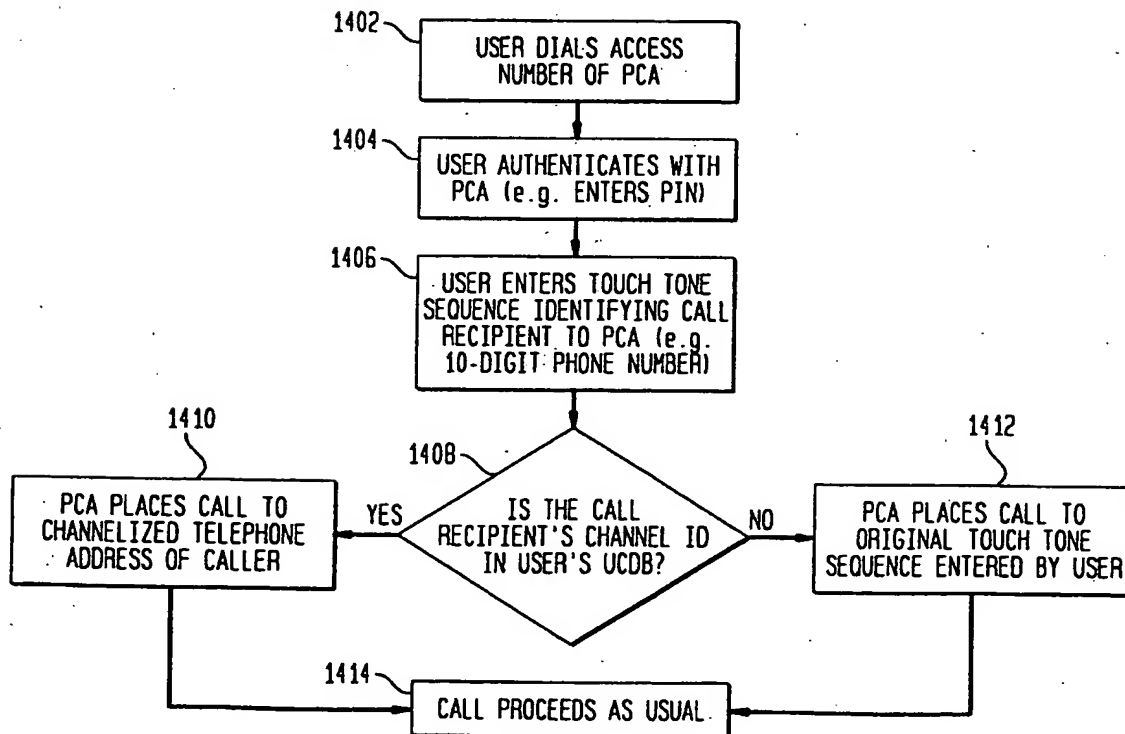 1402
USER DIALS ACCESS
NUMBER OF PCA
1404
USER AUTHENTICATES WITH
PCA (e.g. ENTERS PIN)
1406
USER ENTERS TOUCH TONE
SEQUENCE IDENTIFYING CALL
RECIPIENT TO PCA (e.g.
10-DIGIT PHONE NUMBER)
1408
IS THE CALL
RECIPIENT'S CHANNEL ID
IN USER'S UCDB?
YES
NO
1410
PCA PLACES CALL TO
CHANNELIZED TELEPHONE
ADDRESS OF CALLER
1412
PCA PLACES CALL TO
ORIGINAL TOUCH TONE
SEQUENCE ENTERED BY USER
1414
CALL PROCEEDS AS USUAL